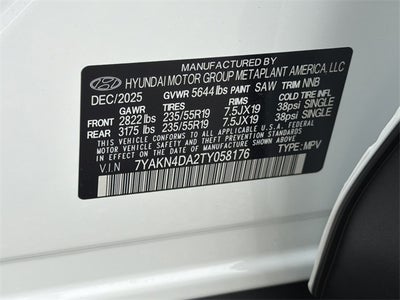 MANUFACTURED BY
HYUNDAI MOTOR GROUP METAPLANT AMERICA, LLC
DEC/2025 GVWR 5644 lbs PAINT SAW TRIM NNB
GAWR TIRES RIMS COLD TIRE INFL.
FRONT 2822 lbs 235/55R19 7.5JX19 38psi SINGLE
REAR 3175 lbs 235/55R19 7.5JX19 38psi SINGLE
THIS VEHICLE CONFORMS TO ALL APPLICABLE U.S. FEDERAL
MOTOR VEHICLE SAFETY AND THEFT PREVENTION STANDARDS
IN EFFECT ON THE DATE OF MANUFACTURE SHOWN ABOVE.
V.I.N 7YAKN4DA2TY058176 TYPE: MPV